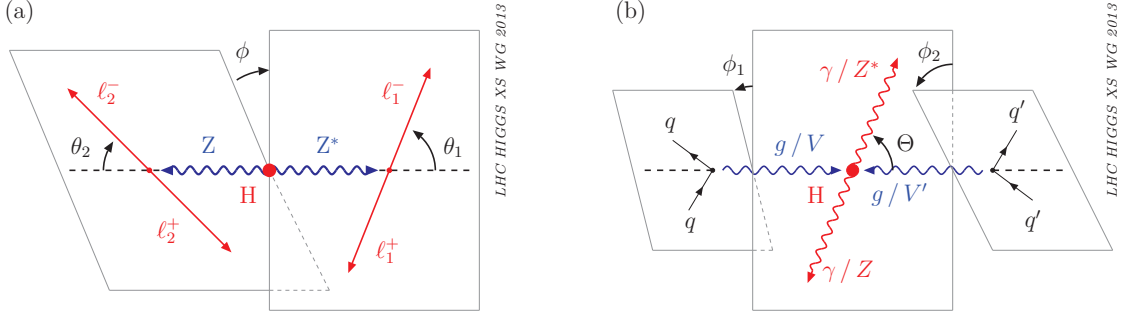 (a)
ϕ
ℓ₂⁻
ℓ₁⁻
θ₂
Z
Z*
θ₁
H
ℓ₂⁺
ℓ₁⁺
LHC HIGGS XS WG 2013
(b)
ϕ₁
γ / Z*
ϕ₂
q
g / V
Θ
q′
H
g / V′
q
q′
γ / Z
LHC HIGGS XS WG 2013